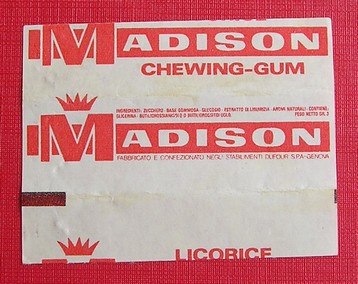 MADISON
CHEWING-GUM
INGREDIENTI: ZUCCHERO - BASE GOMMOSA - GLUCOSIO - ESTRATTO DI LIQUIRIZIA - AROMI NATURALI - CONTIENE:
GLICERINA - BUTILIDROSSIANISOLO O BUTILIDROSSITOLUOLO. PESO NETTO GR. 3
MADISON
FABBRICATO E CONFEZIONATO NEGLI STABILIMENTI DUFOUR S.P.A-GENOVA
LICORICE